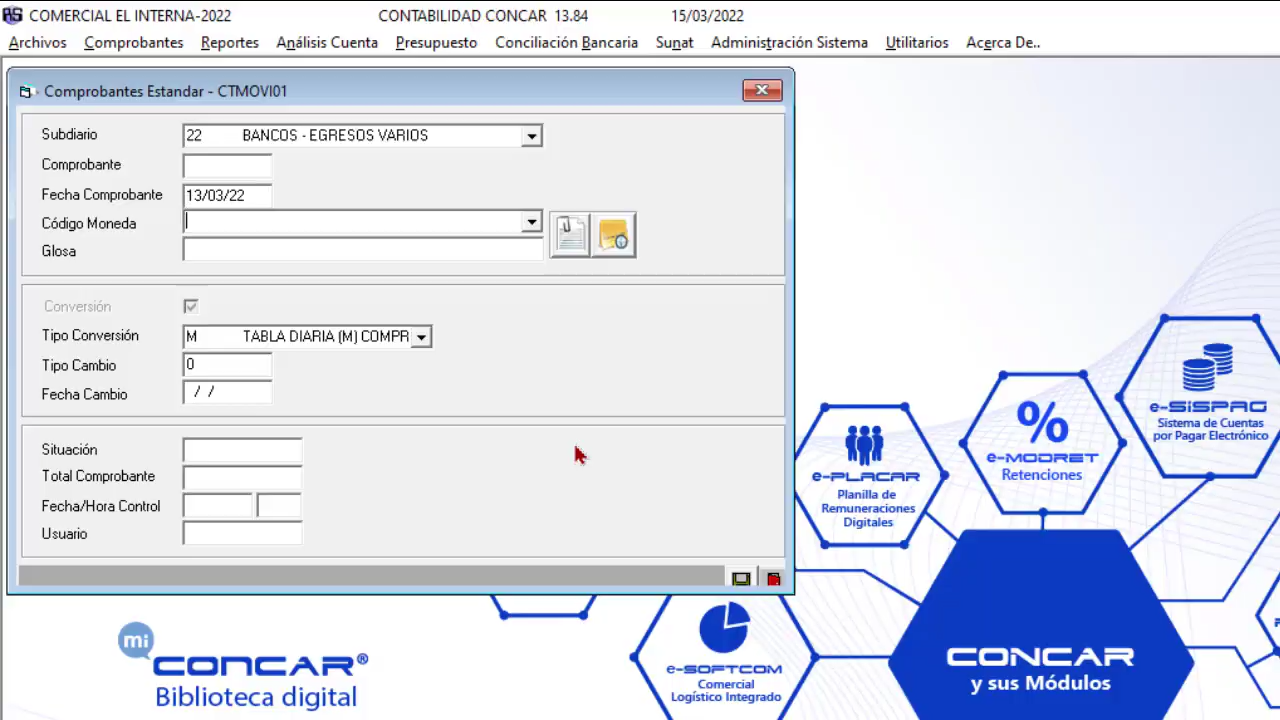 COMERCIAL EL INTERNA-2022 CONTABILIDAD CONCAR 13.84 15/03/2022
Archivos Comprobantes Reportes Análisis Cuenta Presupuesto Conciliación Bancaria Sunat Administración Sistema Utilitarios Acerca De..
Comprobantes Estandar - CTMOVI01
Subdiario 22 BANCOS - EGRESOS VARIOS
Comprobante
Fecha Comprobante 13/03/22
Código Moneda
Glosa
Conversión
Tipo Conversión M TABLA DIARIA (M) COMPR
Tipo Cambio 0
Fecha Cambio / /
Situación
Total Comprobante
Fecha/Hora Control
Usuario
e-SISPAG
Sistema de Cuentas
por Pagar Electrónico
%
e-MODRET
Retenciones
e-PLACAR
Planilla de
Remuneraciones
Digitales
mi
CONCAR®
Biblioteca digital
e-SOFTCOM
Comercial
Logístico Integrado
CONCAR
y sus Módulos